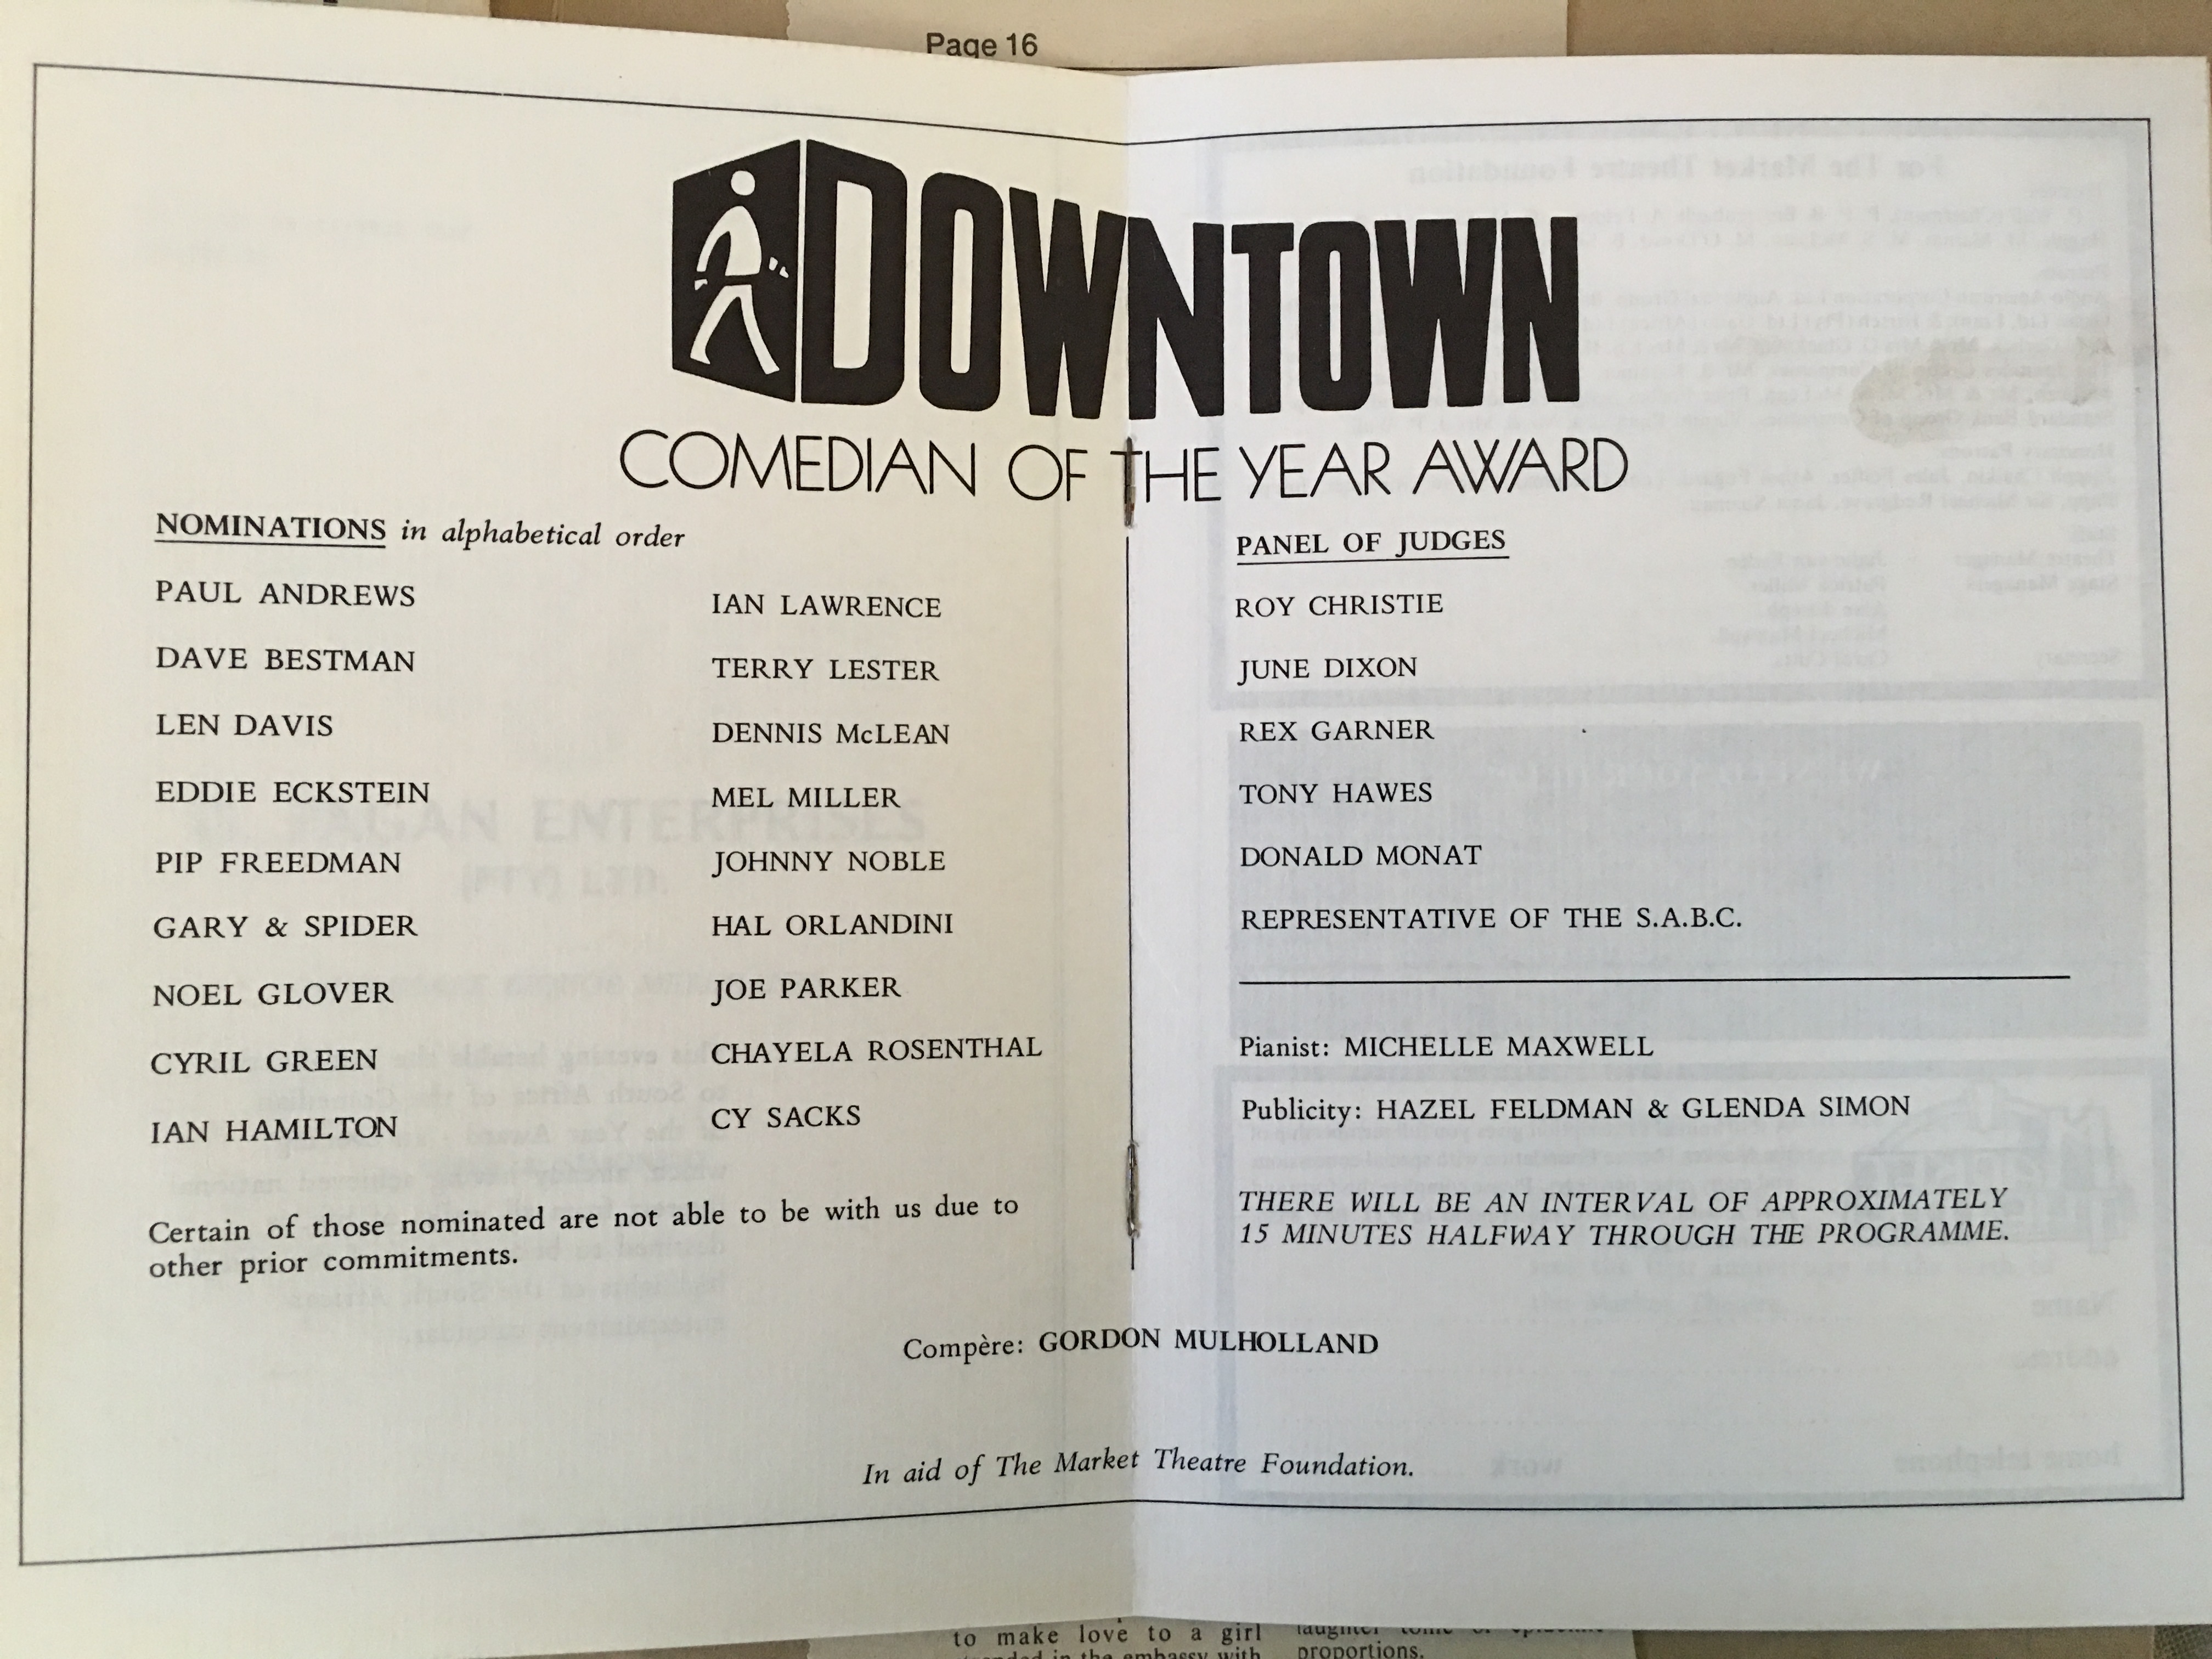 Page 16
DOWNTOWN
COMEDIAN OF THE YEAR AWARD
NOMINATIONS in alphabetical order
PAUL ANDREWS
DAVE BESTMAN
LEN DAVIS
EDDIE ECKSTEIN
PIP FREEDMAN
GARY & SPIDER
NOEL GLOVER
CYRIL GREEN
IAN HAMILTON
IAN LAWRENCE
TERRY LESTER
DENNIS McLEAN
MEL MILLER
JOHNNY NOBLE
HAL ORLANDINI
JOE PARKER
CHAYELA ROSENTHAL
CY SACKS
Certain of those nominated are not able to be with us due to
other prior commitments.
PANEL OF JUDGES
ROY CHRISTIE
JUNE DIXON
REX GARNER
TONY HAWES
DONALD MONAT
REPRESENTATIVE OF THE S.A.B.C.
Pianist: MICHELLE MAXWELL
Publicity: HAZEL FELDMAN & GLENDA SIMON
THERE WILL BE AN INTERVAL OF APPROXIMATELY
15 MINUTES HALFWAY THROUGH THE PROGRAMME.
Compère: GORDON MULHOLLAND
In aid of The Market Theatre Foundation.
to make love to a girl
in the embassy with
laughter
proportions.